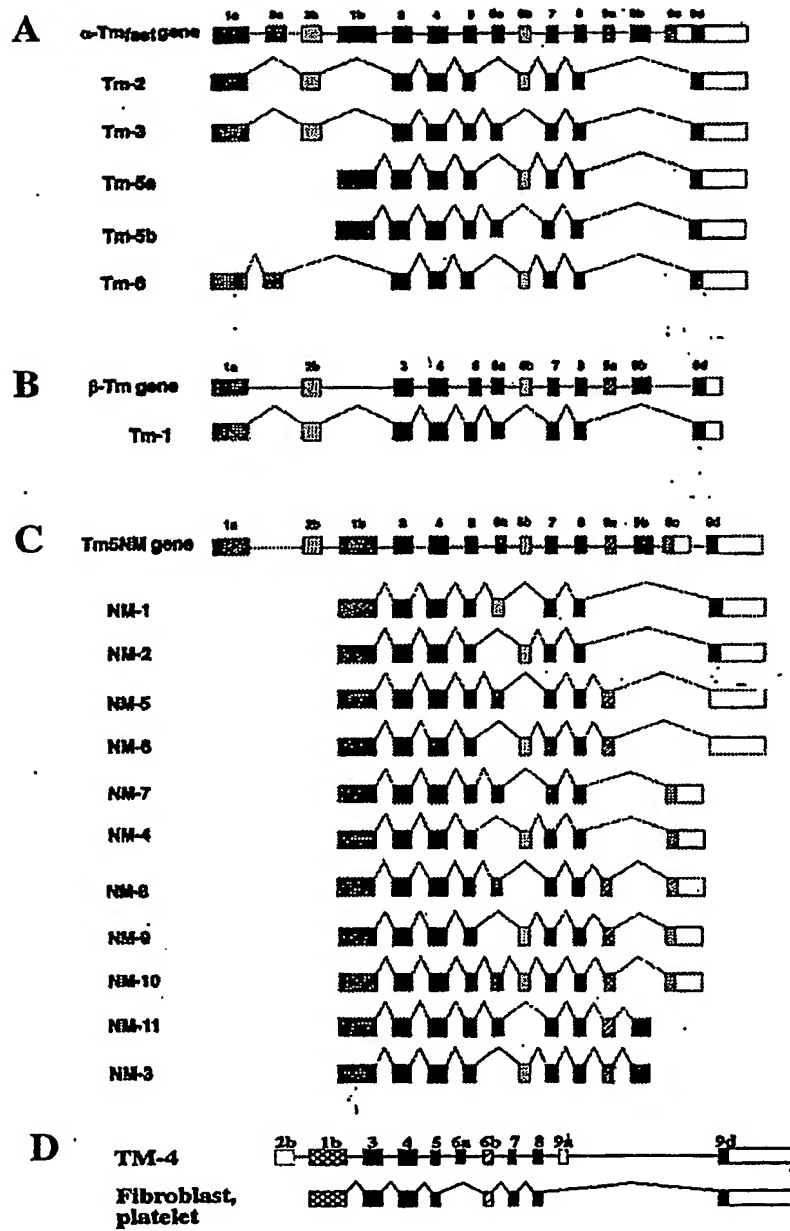 A
1a 2a 2b 1b 3 4 5 6a 6b 7 8 9a 9b 9c 9d
α-Tmfast gene
Tm-2
Tm-3
Tm-5a
Tm-5b
Tm-6
B
1a 2b 3 4 5 6a 6b 7 8 9a 9b 9d
β-Tm gene
Tm-1
C
1a 2b 1b 3 4 5 6a 6b 7 8 9a 9b 9c 9d
Tm5NM gene
NM-1
NM-2
NM-5
NM-6
NM-7
NM-4
NM-8
NM-9
NM-10
NM-11
NM-3
D
2b 1b 3 4 5 6a 6b 7 8 9A 9d
TM-4
Fibroblast,
platelet